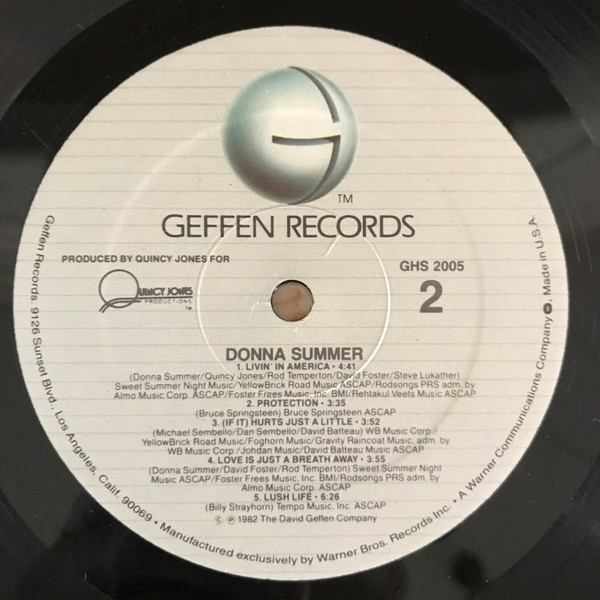 TM
GEFFEN RECORDS
PRODUCED BY QUINCY JONES FOR
QUINCY JONES
PRODUCTIONS
TM
GHS 2005
2
DONNA SUMMER
1. LIVIN' IN AMERICA • 4:41
(Donna Summer/Quincy Jones/Rod Temperton/David Foster/Steve Lukather)
Sweet Summer Night Music/YellowBrick Road Music ASCAP/Rodsongs PRS adm. by
Almo Music Corp. ASCAP/Foster Frees Music, Inc. BMI/Rehtakul Veets Music ASCAP
2. PROTECTION • 3:35
(Bruce Springsteen) Bruce Springsteen ASCAP
3. (IF IT) HURTS JUST A LITTLE • 3:52
(Michael Sembello/Dan Sembello/David Batteau) WB Music Corp./
YellowBrick Road Music/Foghorn Music/Gravity Raincoat Music, adm. by
WB Music Corp./Johdan Music/David Batteau Music ASCAP
4. LOVE IS JUST A BREATH AWAY • 3:55
(Donna Summer/David Foster/Rod Temperton) Sweet Summer Night
Music ASCAP/Foster Frees Music, Inc. BMI/Rodsongs PRS adm. by
Almo Music Corp. ASCAP
5. LUSH LIFE • 6:26
(Billy Strayhorn) Tempo Music, Inc. ASCAP
© ℗ 1982 The David Geffen Company
Geffen Records, 9126 Sunset Blvd., Los Angeles, Calif. 90069 • Manufactured exclusively by Warner Bros. Records Inc. • A Warner Communications Company, Made in U.S.A.